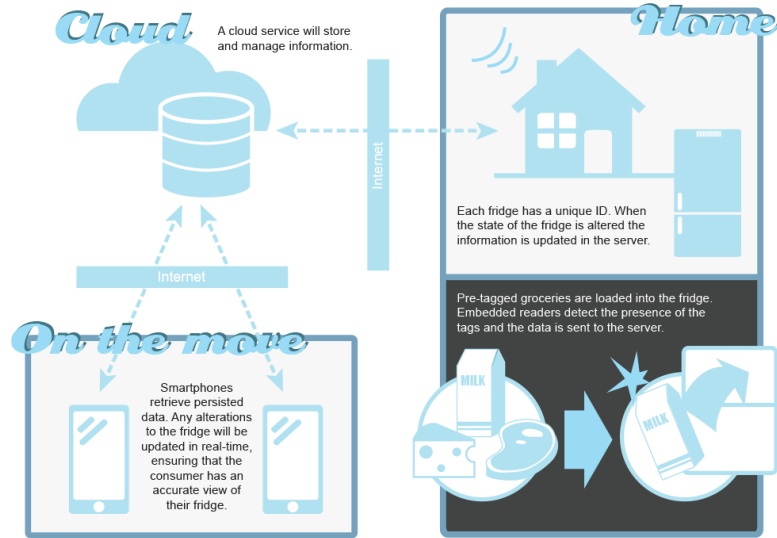 Cloud
A cloud service will store
and manage information.
Home
Internet
Each fridge has a unique ID. When
the state of the fridge is altered the
information is updated in the server.
Internet
Pre-tagged groceries are loaded into the fridge.
Embedded readers detect the presence of the
tags and the data is sent to the server.
On the move
Smartphones
retrieve persisted
data. Any alterations
to the fridge will be
updated in real-time,
ensuring that the
consumer has an
accurate view of
their fridge.
MILK
MILK